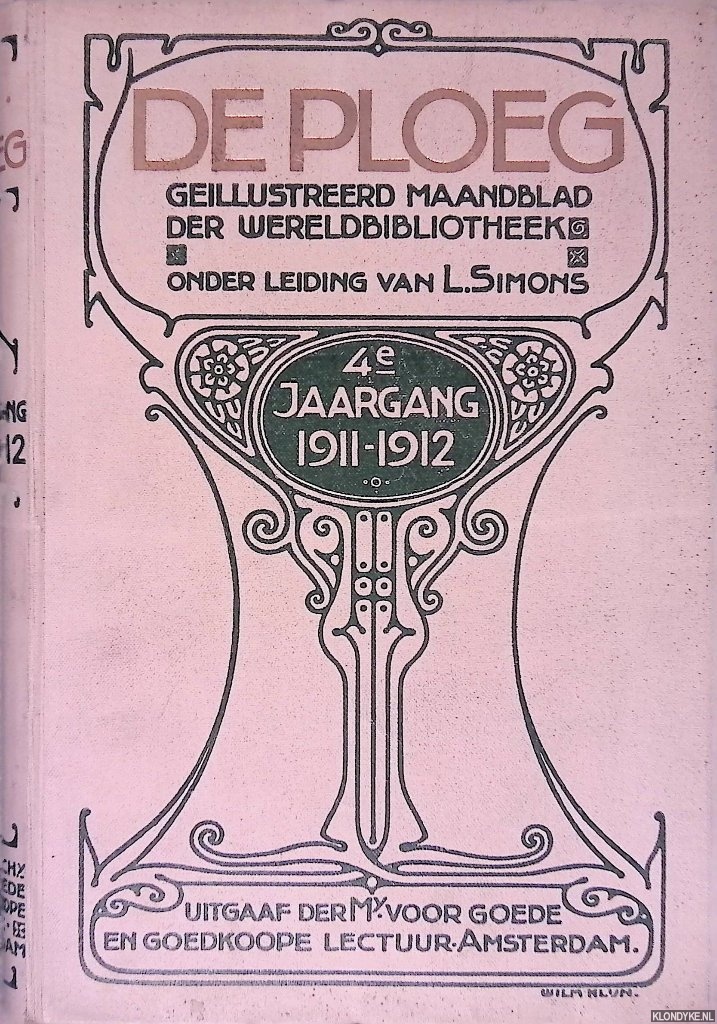 DE PLOEG
GEILLUSTREERD MAANDBLAD
DER WERELDBIBLIOTHEEK
ONDER LEIDING VAN L. SIMONS
4e
JAARGANG
1911-1912
UITGAAF DER My. VOOR GOEDE
EN GOEDKOOPE LECTUUR·AMSTERDAM.
KLONDYKE.NL